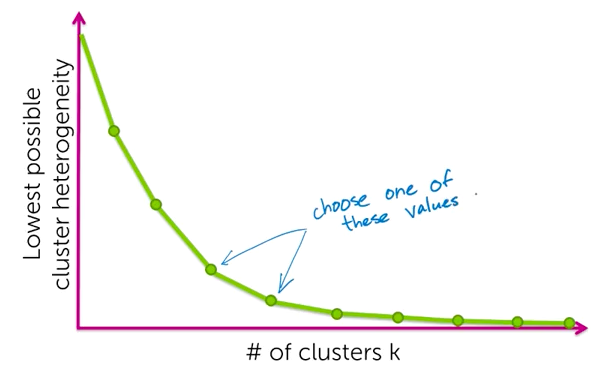 Lowest possible
cluster heterogeneity
choose one of
these values
# of clusters k